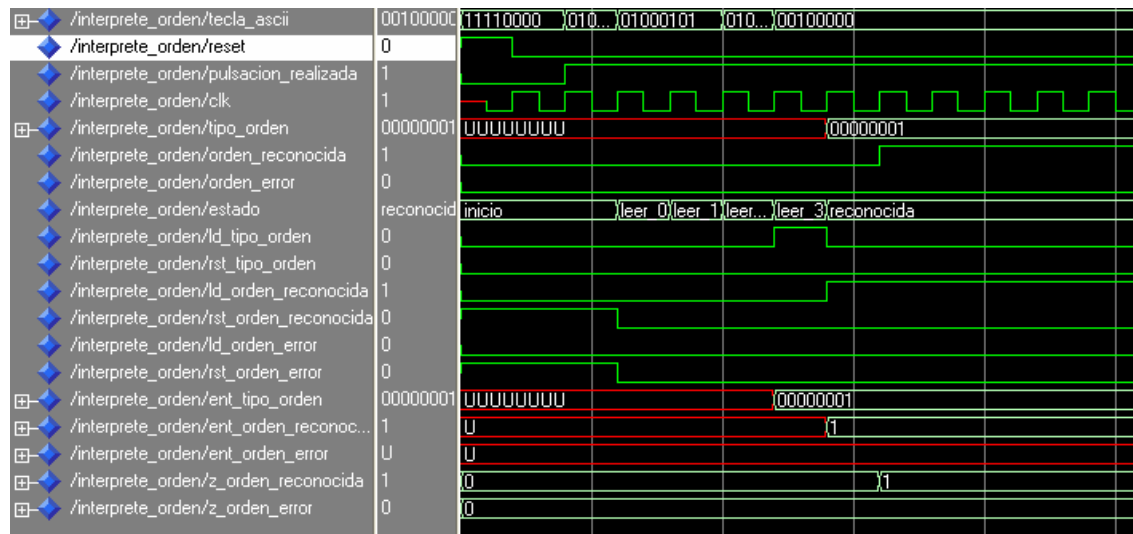 /interprete_orden/tecla_ascii 00100000 11110000 010... 01000101 010... 00100000
/interprete_orden/reset 0
/interprete_orden/pulsacion_realizada 1
/interprete_orden/clk 1
/interprete_orden/tipo_orden 00000001 UUUUUUUU 00000001
/interprete_orden/orden_reconocida 1
/interprete_orden/orden_error 0
/interprete_orden/estado reconocid inicio leer_0 leer_1 leer... leer_3 reconocida
/interprete_orden/ld_tipo_orden 0
/interprete_orden/rst_tipo_orden 0
/interprete_orden/ld_orden_reconocida 1
/interprete_orden/rst_orden_reconocida 0
/interprete_orden/ld_orden_error 0
/interprete_orden/rst_orden_error 0
/interprete_orden/ent_tipo_orden 00000001 UUUUUUUU 00000001
/interprete_orden/ent_orden_reconoc... 1 U 1
/interprete_orden/ent_orden_error U U
/interprete_orden/z_orden_reconocida 1 0 1
/interprete_orden/z_orden_error 0 0